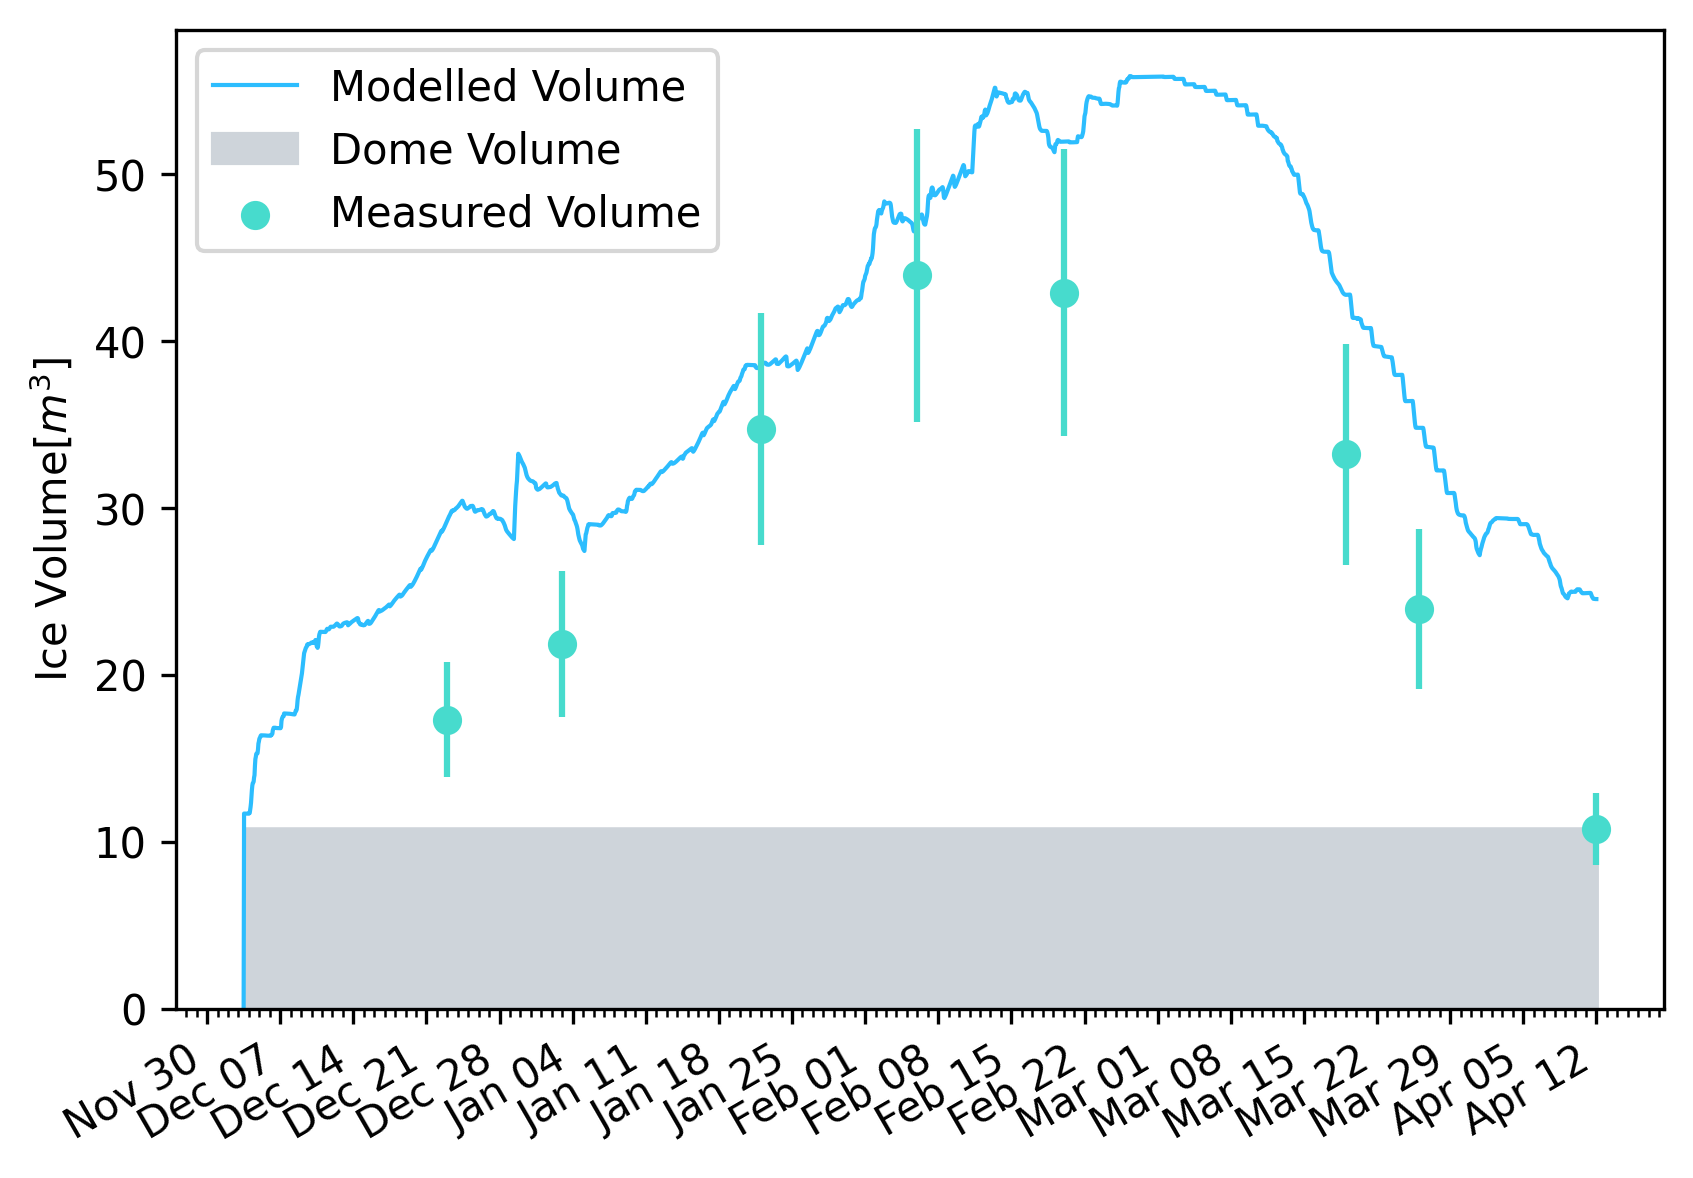 Modelled Volume
Dome Volume
Measured Volume
Ice Volume[m³]
50
40
30
20
10
0
Nov 30
Dec 07
Dec 14
Dec 21
Dec 28
Jan 04
Jan 11
Jan 18
Jan 25
Feb 01
Feb 08
Feb 15
Feb 22
Mar 01
Mar 08
Mar 15
Mar 22
Mar 29
Apr 05
Apr 12